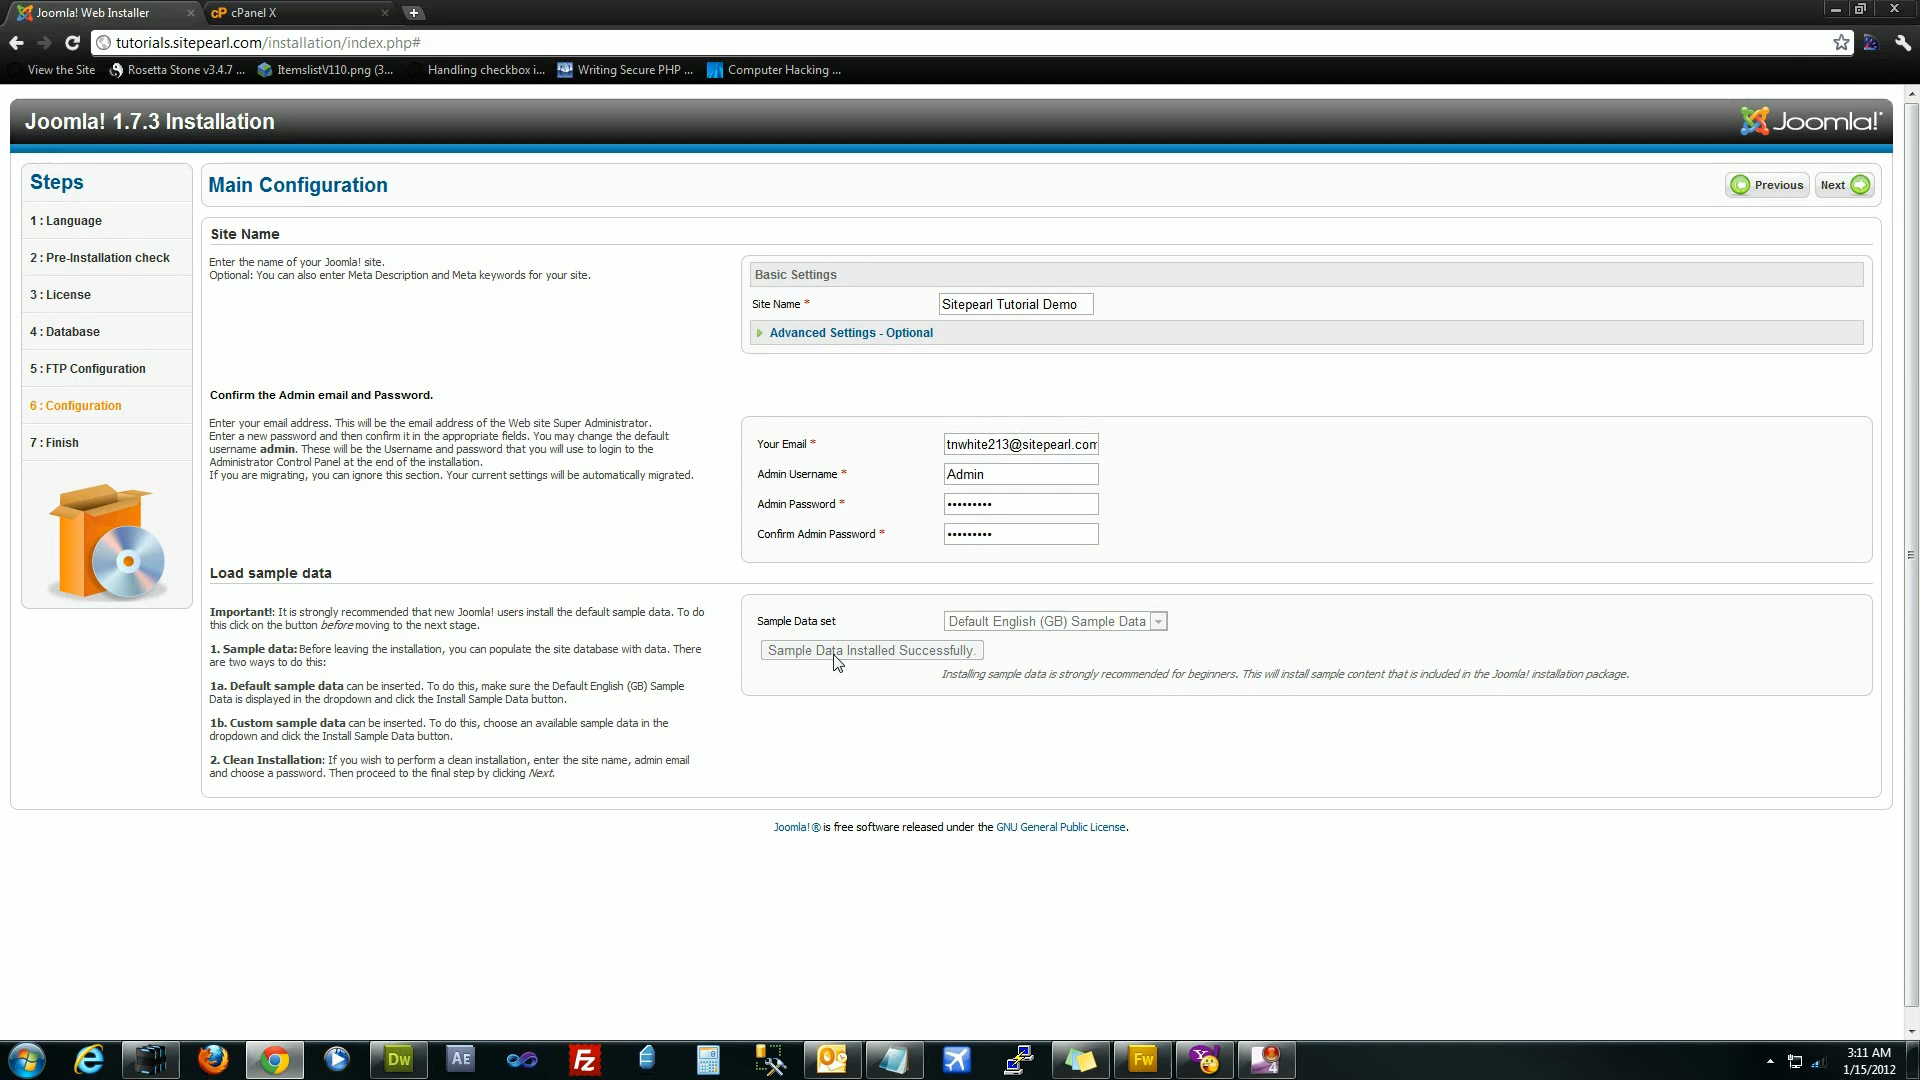 Joomla! Web Installer
cPanel X
tutorials.sitepearl.com/installation/index.php#
View the Site
Rosetta Stone v3.4.7 ...
ItemslistV110.png (3...
Handling checkbox i...
Writing Secure PHP ...
Computer Hacking ...
Joomla! 1.7.3 Installation
Joomla!
Steps
1 : Language
2 : Pre-Installation check
3 : License
4 : Database
5 : FTP Configuration
6 : Configuration
7 : Finish
Main Configuration
Previous
Next
Site Name
Enter the name of your Joomla! site.
Optional: You can also enter Meta Description and Meta keywords for your site.
Basic Settings
Site Name *
Sitepearl Tutorial Demo
Advanced Settings - Optional
Confirm the Admin email and Password.
Enter your email address. This will be the email address of the Web site Super Administrator.
Enter a new password and then confirm it in the appropriate fields. You may change the default
username admin. These will be the Username and password that you will use to login to the
Administrator Control Panel at the end of the installation.
If you are migrating, you can ignore this section. Your current settings will be automatically migrated.
Your Email *
tnwhite213@sitepearl.com
Admin Username *
Admin
Admin Password *
•••••••••
Confirm Admin Password *
•••••••••
Load sample data
Important!: It is strongly recommended that new Joomla! users install the default sample data. To do
this click on the button before moving to the next stage.
1. Sample data: Before leaving the installation, you can populate the site database with data. There
are two ways to do this:
1a. Default sample data can be inserted. To do this, make sure the Default English (GB) Sample
Data is displayed in the dropdown and click the Install Sample Data button.
1b. Custom sample data can be inserted. To do this, choose an available sample data in the
dropdown and click the Install Sample Data button.
2. Clean Installation: If you wish to perform a clean installation, enter the site name, admin email
and choose a password. Then proceed to the final step by clicking Next.
Sample Data set
Default English (GB) Sample Data
Sample Data Installed Successfully.
Installing sample data is strongly recommended for beginners. This will install sample content that is included in the Joomla! installation package.
Joomla!® is free software released under the GNU General Public License.
Dw
AE
Fz
Fw
4
3:11 AM
1/15/2012